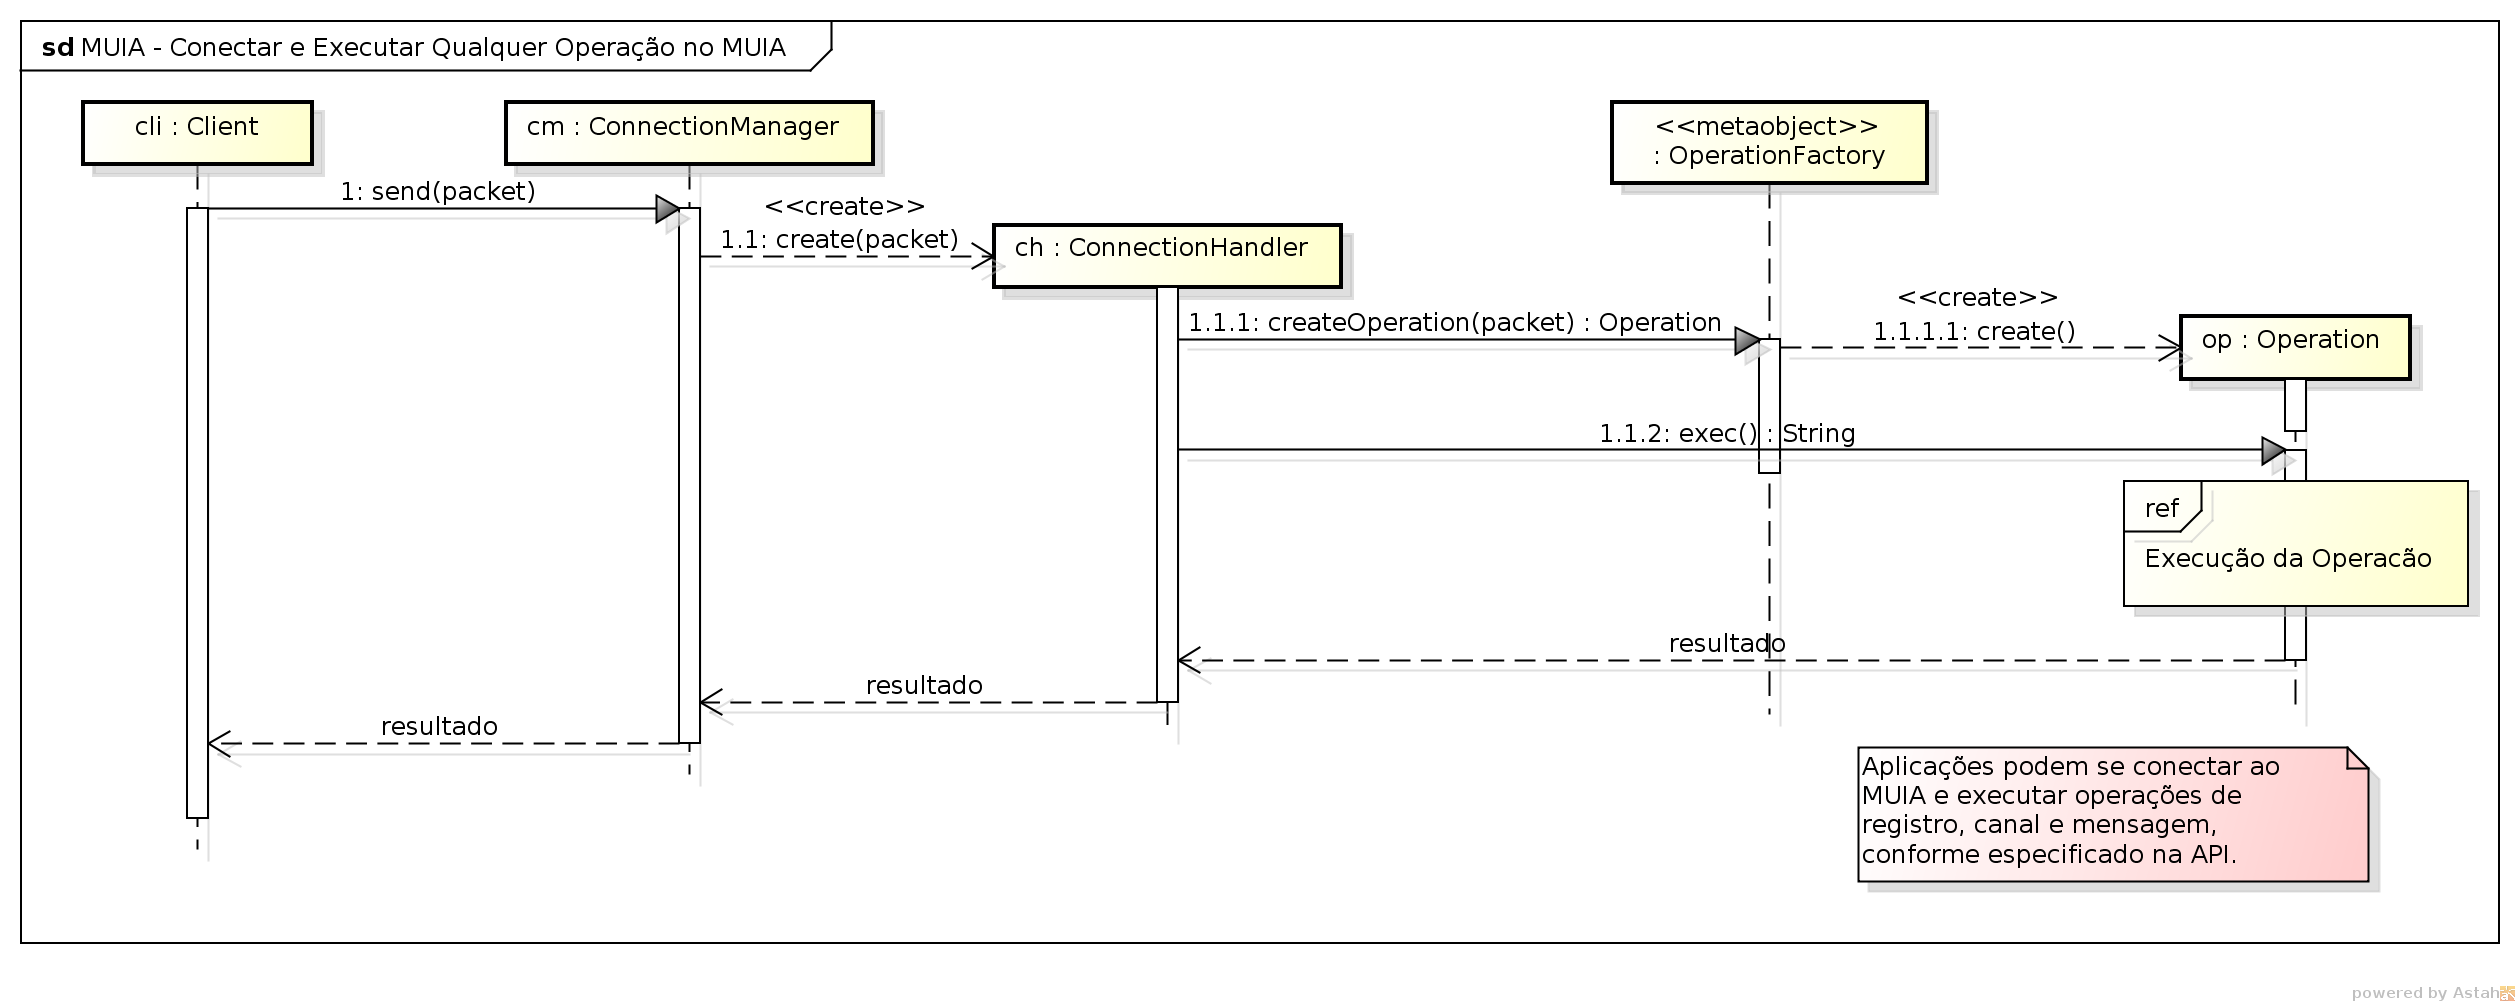 sd MUIA - Conectar e Executar Qualquer Operação no MUIA
cli : Client
cm : ConnectionManager
<<metaobject>>
: OperationFactory
1: send(packet)
<<create>>
1.1: create(packet)
ch : ConnectionHandler
<<create>>
1.1.1: createOperation(packet) : Operation
1.1.1.1: create()
op : Operation
1.1.2: exec() : String
ref
Execução da Operacão
resultado
resultado
resultado
Aplicações podem se conectar ao
MUIA e executar operações de
registro, canal e mensagem,
conforme especificado na API.
powered by Astah